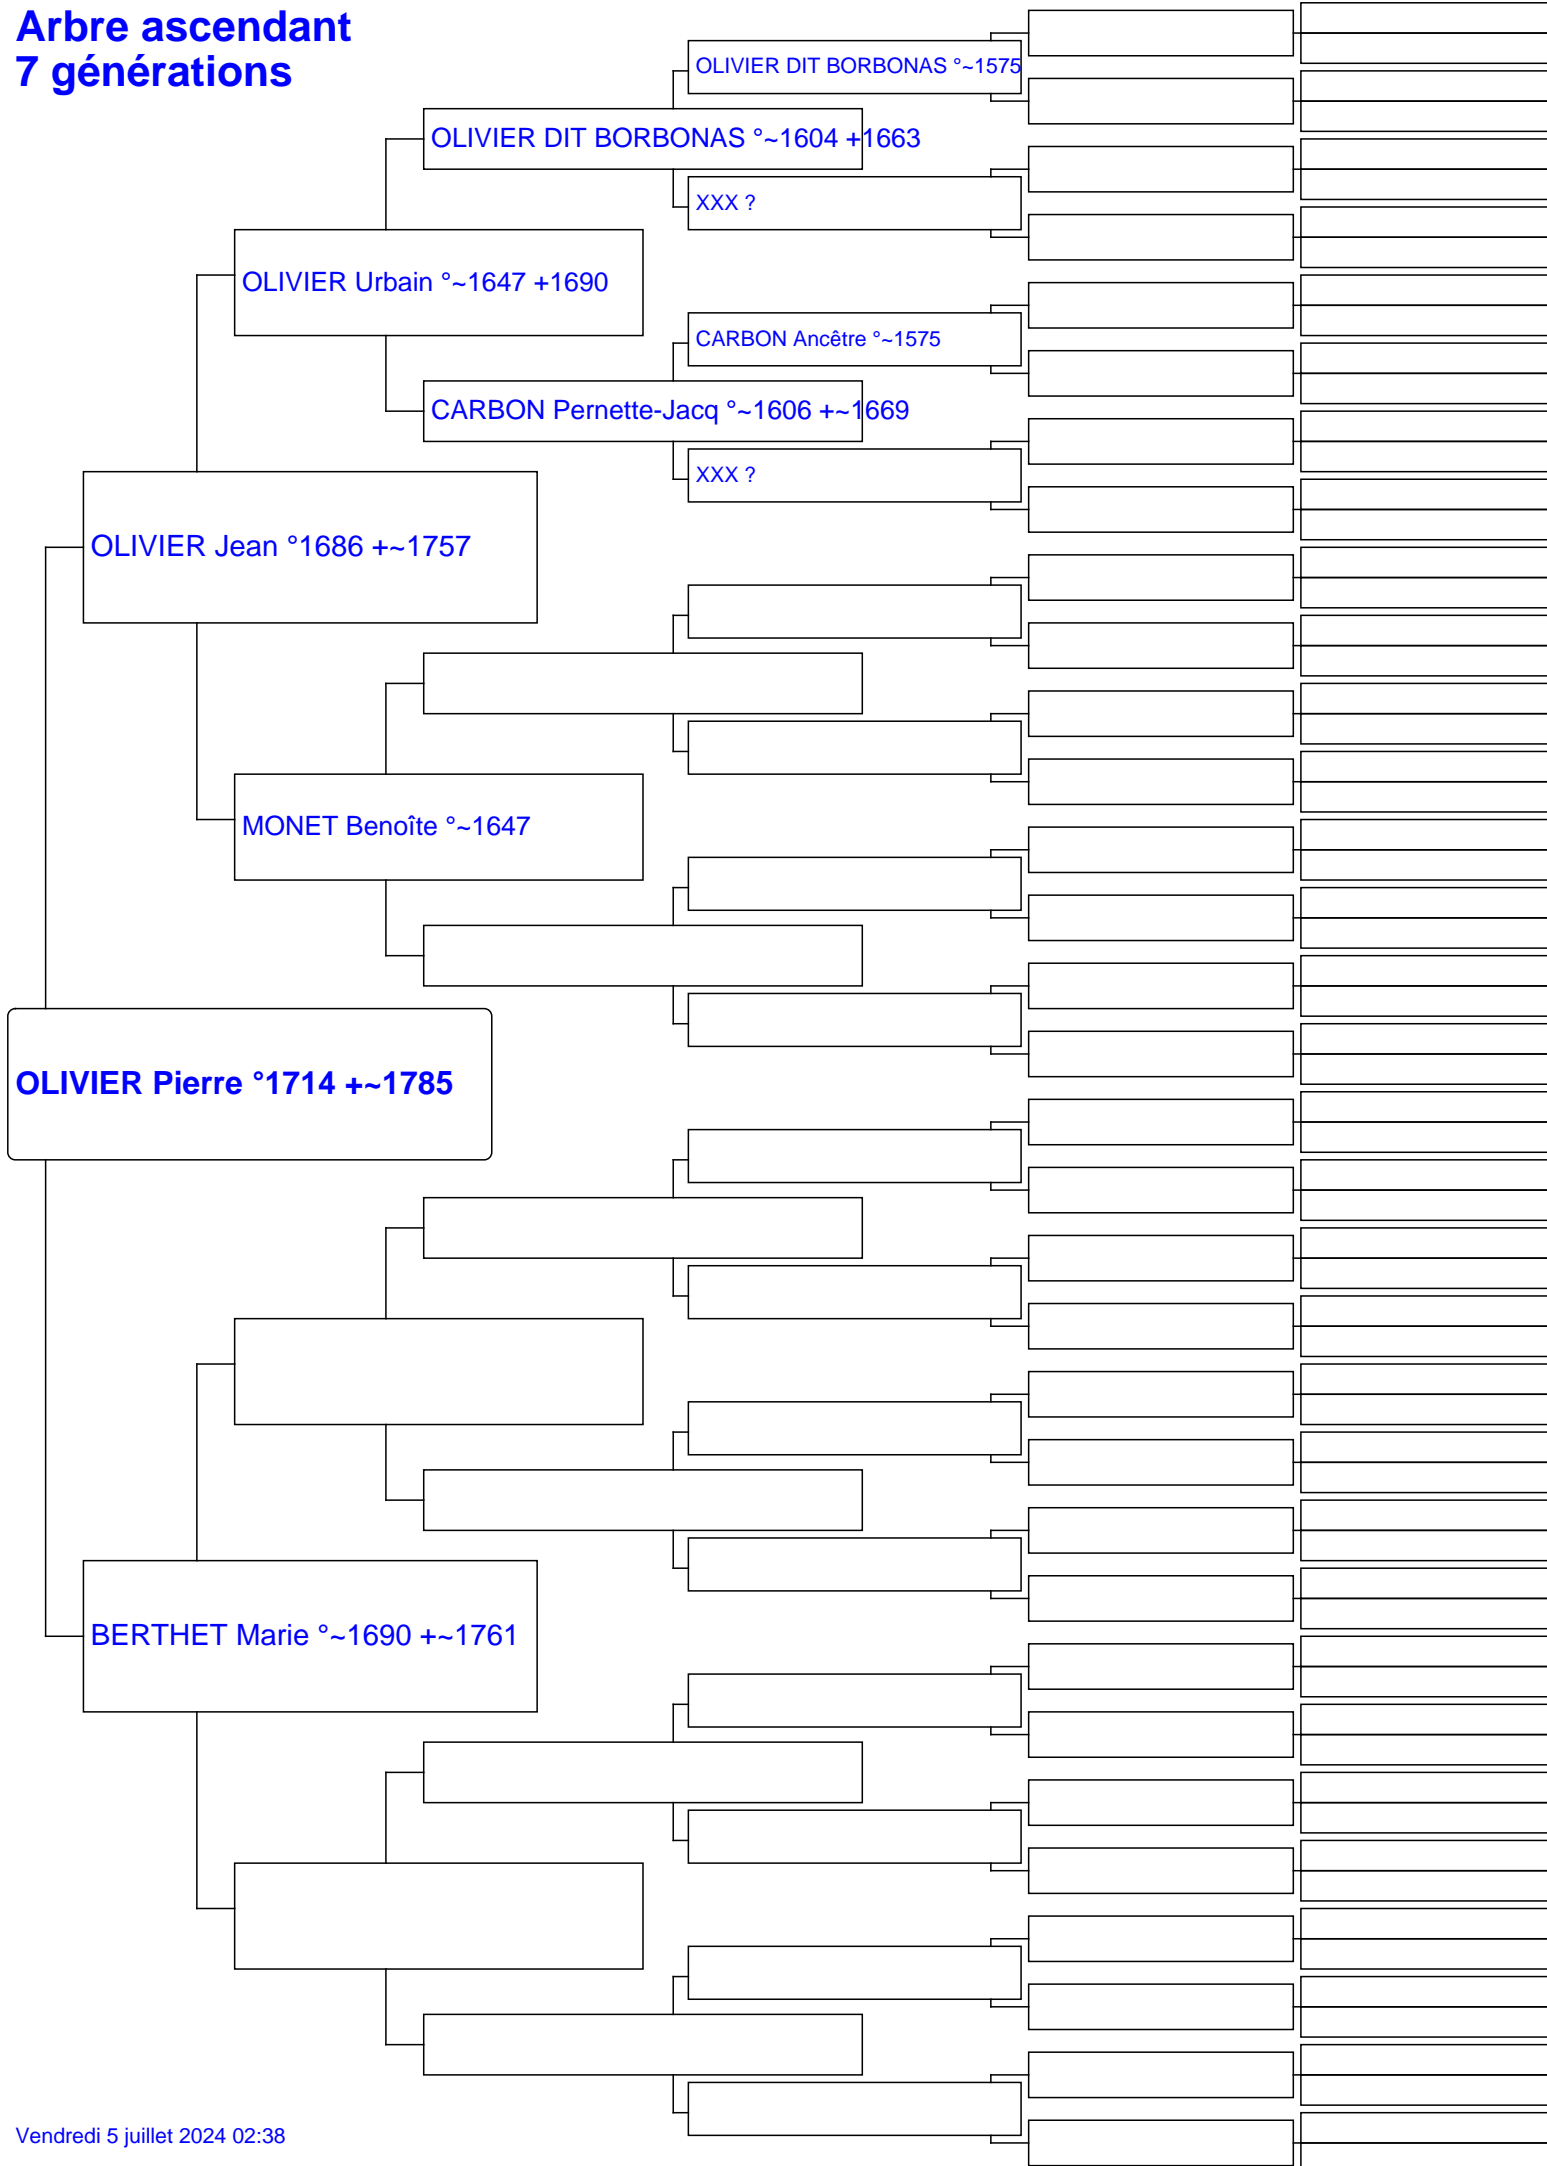 Arbre ascendant
7 générations
OLIVIER DIT BORBONAS °~1575
OLIVIER DIT BORBONAS °~1604 +1663
XXX ?
OLIVIER Urbain °~1647 +1690
CARBON Ancêtre °~1575
CARBON Pernette-Jacq °~1606 +~1669
XXX ?
OLIVIER Jean °1686 +~1757
MONET Benoîte °~1647
OLIVIER Pierre °1714 +~1785
BERTHET Marie °~1690 +~1761
Vendredi 5 juillet 2024 02:38